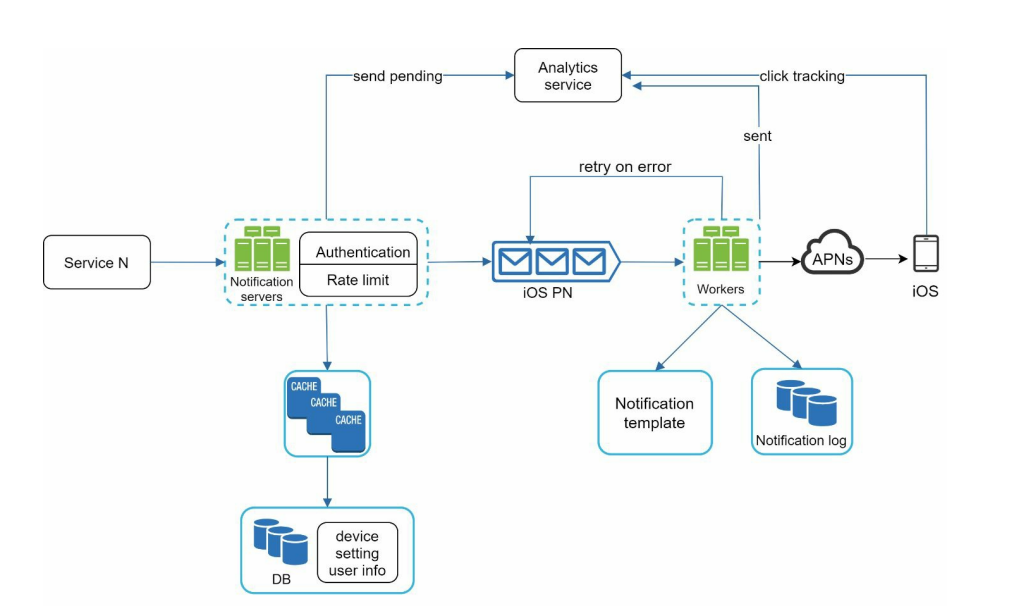 Analytics
service
send pending
click tracking
sent
retry on error
Service N
Notification
servers
Authentication
Rate limit
iOS PN
Workers
APNs
iOS
CACHE
CACHE
CACHE
Notification
template
Notification log
DB
device
setting
user info